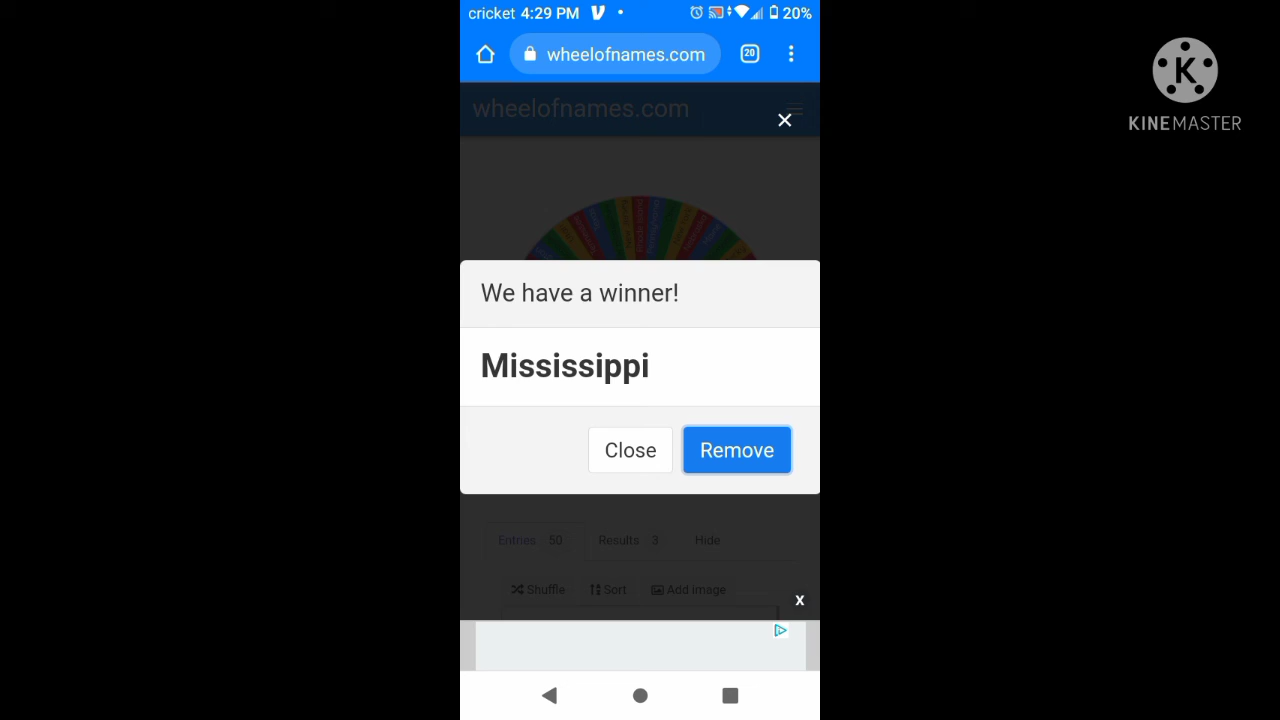 cricket 4:29 PM
20%
wheelofnames.com
20
KINEMASTER
wheelofnames.com
We have a winner!
Mississippi
Close
Remove
Entries 50
Results 3
Hide
Shuffle
Sort
Add image
X